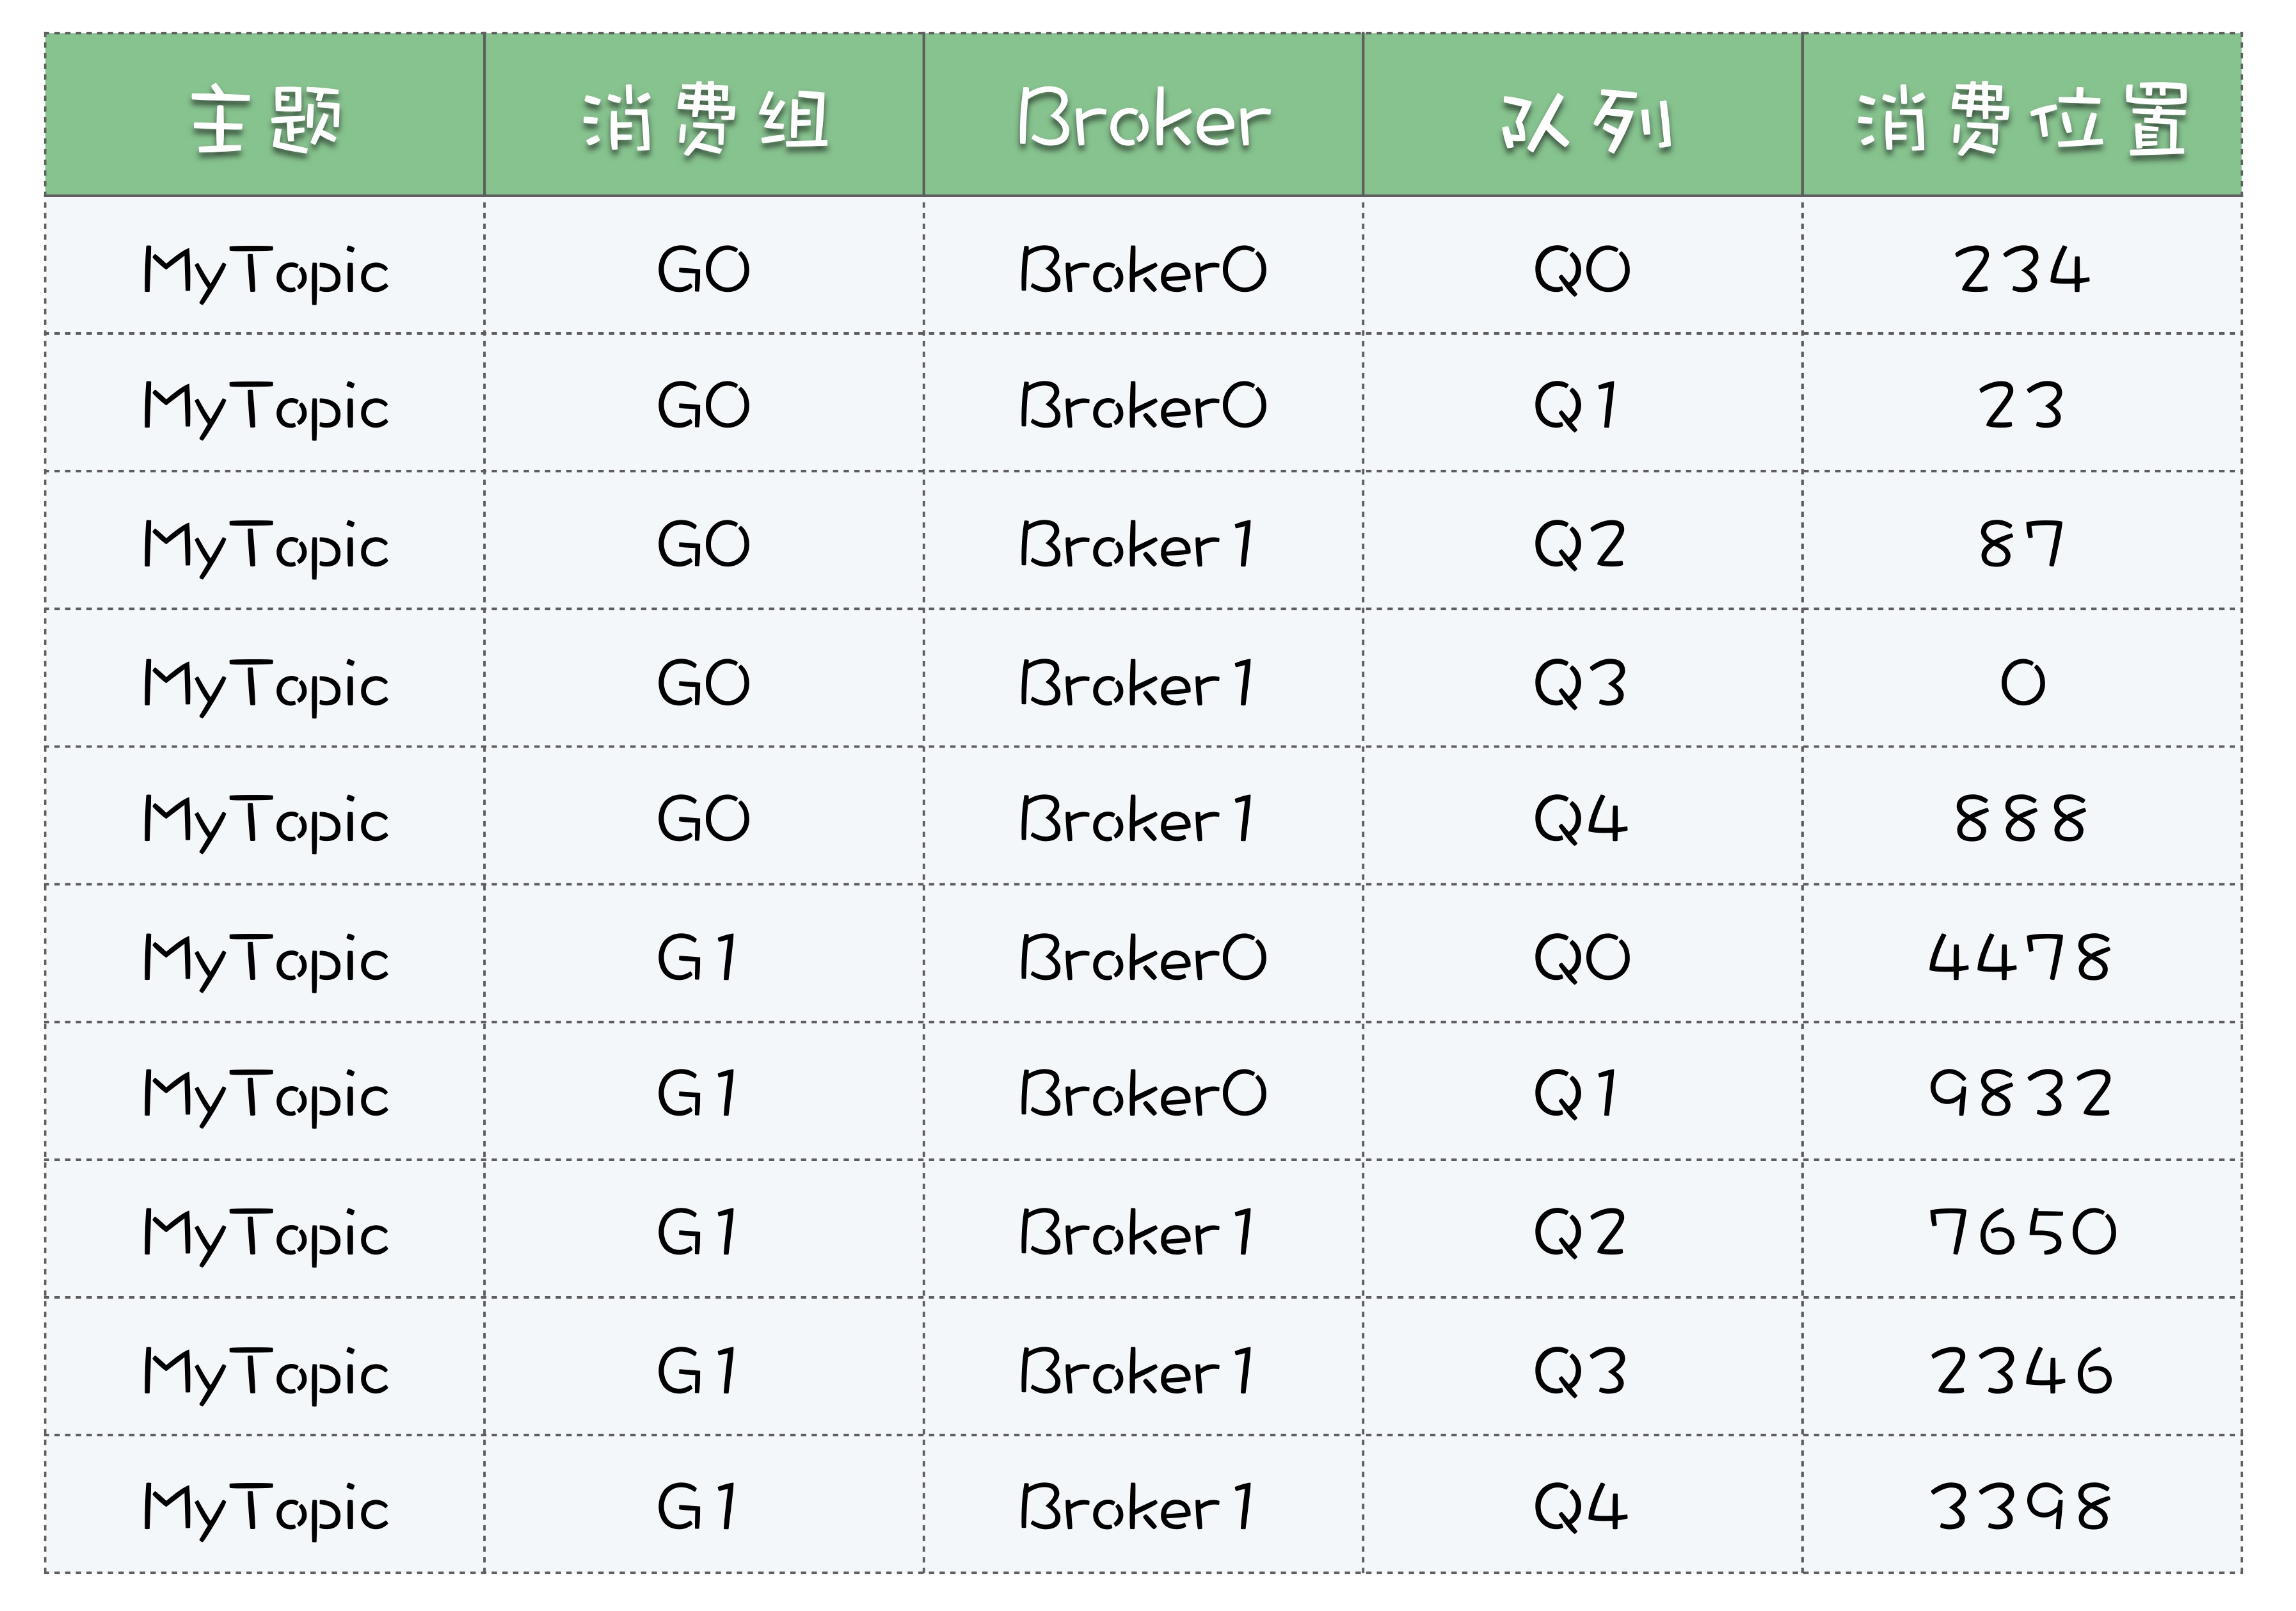 主题 消费组 Broker 队列 消费位置
MyTopic G0 Broker0 Q0 234
MyTopic G0 Broker0 Q1 23
MyTopic G0 Broker1 Q2 87
MyTopic G0 Broker1 Q3 0
MyTopic G0 Broker1 Q4 888
MyTopic G1 Broker0 Q0 4478
MyTopic G1 Broker0 Q1 9832
MyTopic G1 Broker1 Q2 7650
MyTopic G1 Broker1 Q3 2346
MyTopic G1 Broker1 Q4 3398